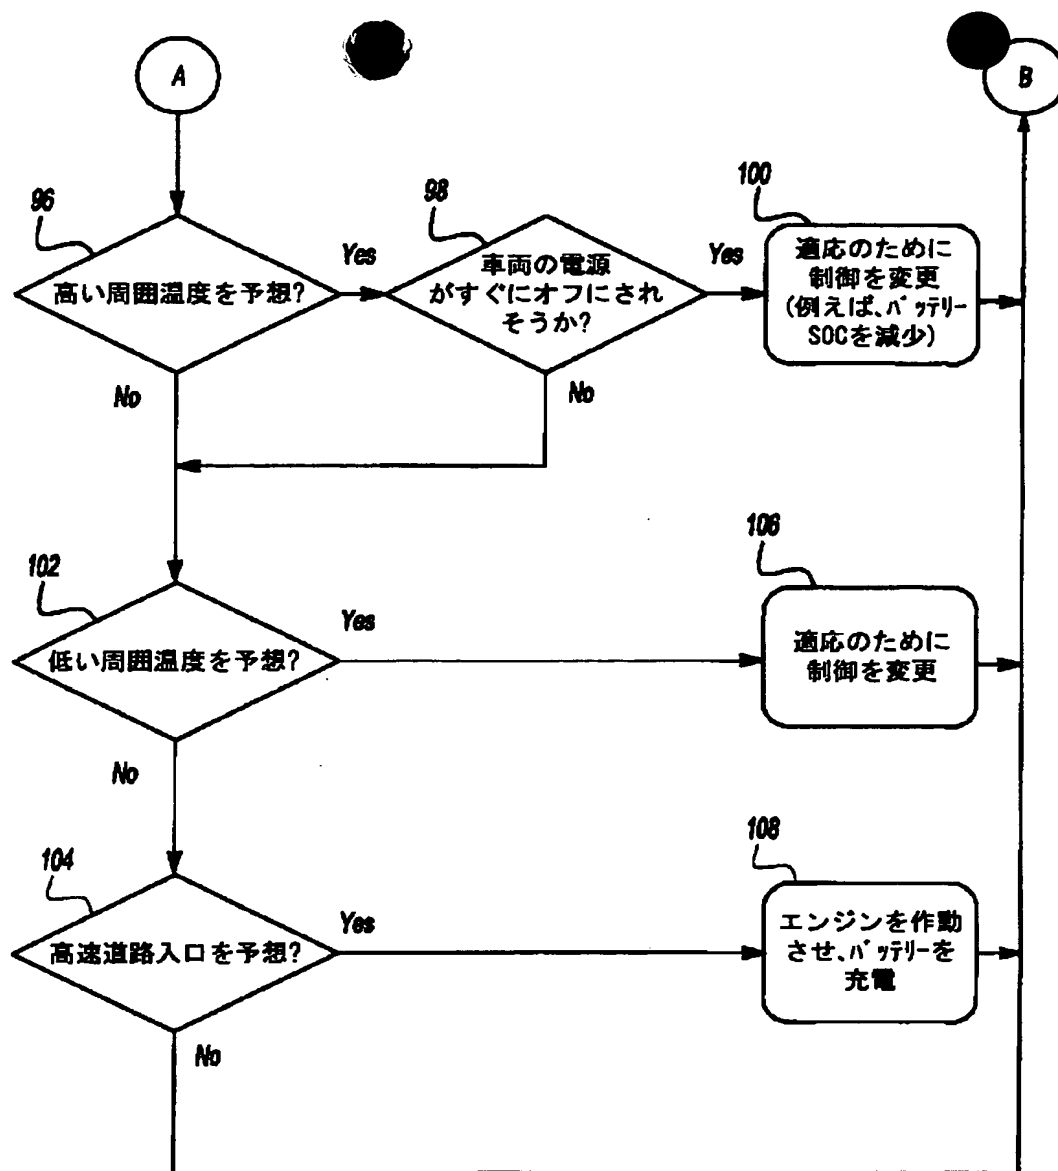 A
B
96
高い周囲温度を予想?
Yes
No
98
車両の電源
がすぐにオフにされ
そうか?
Yes
No
100
適応のために
制御を変更
(例えば、バッテリー
SOCを減少)
102
低い周囲温度を予想?
Yes
No
106
適応のために
制御を変更
104
高速道路入口を予想?
Yes
No
108
エンジンを作動
させ、バッテリーを
充電